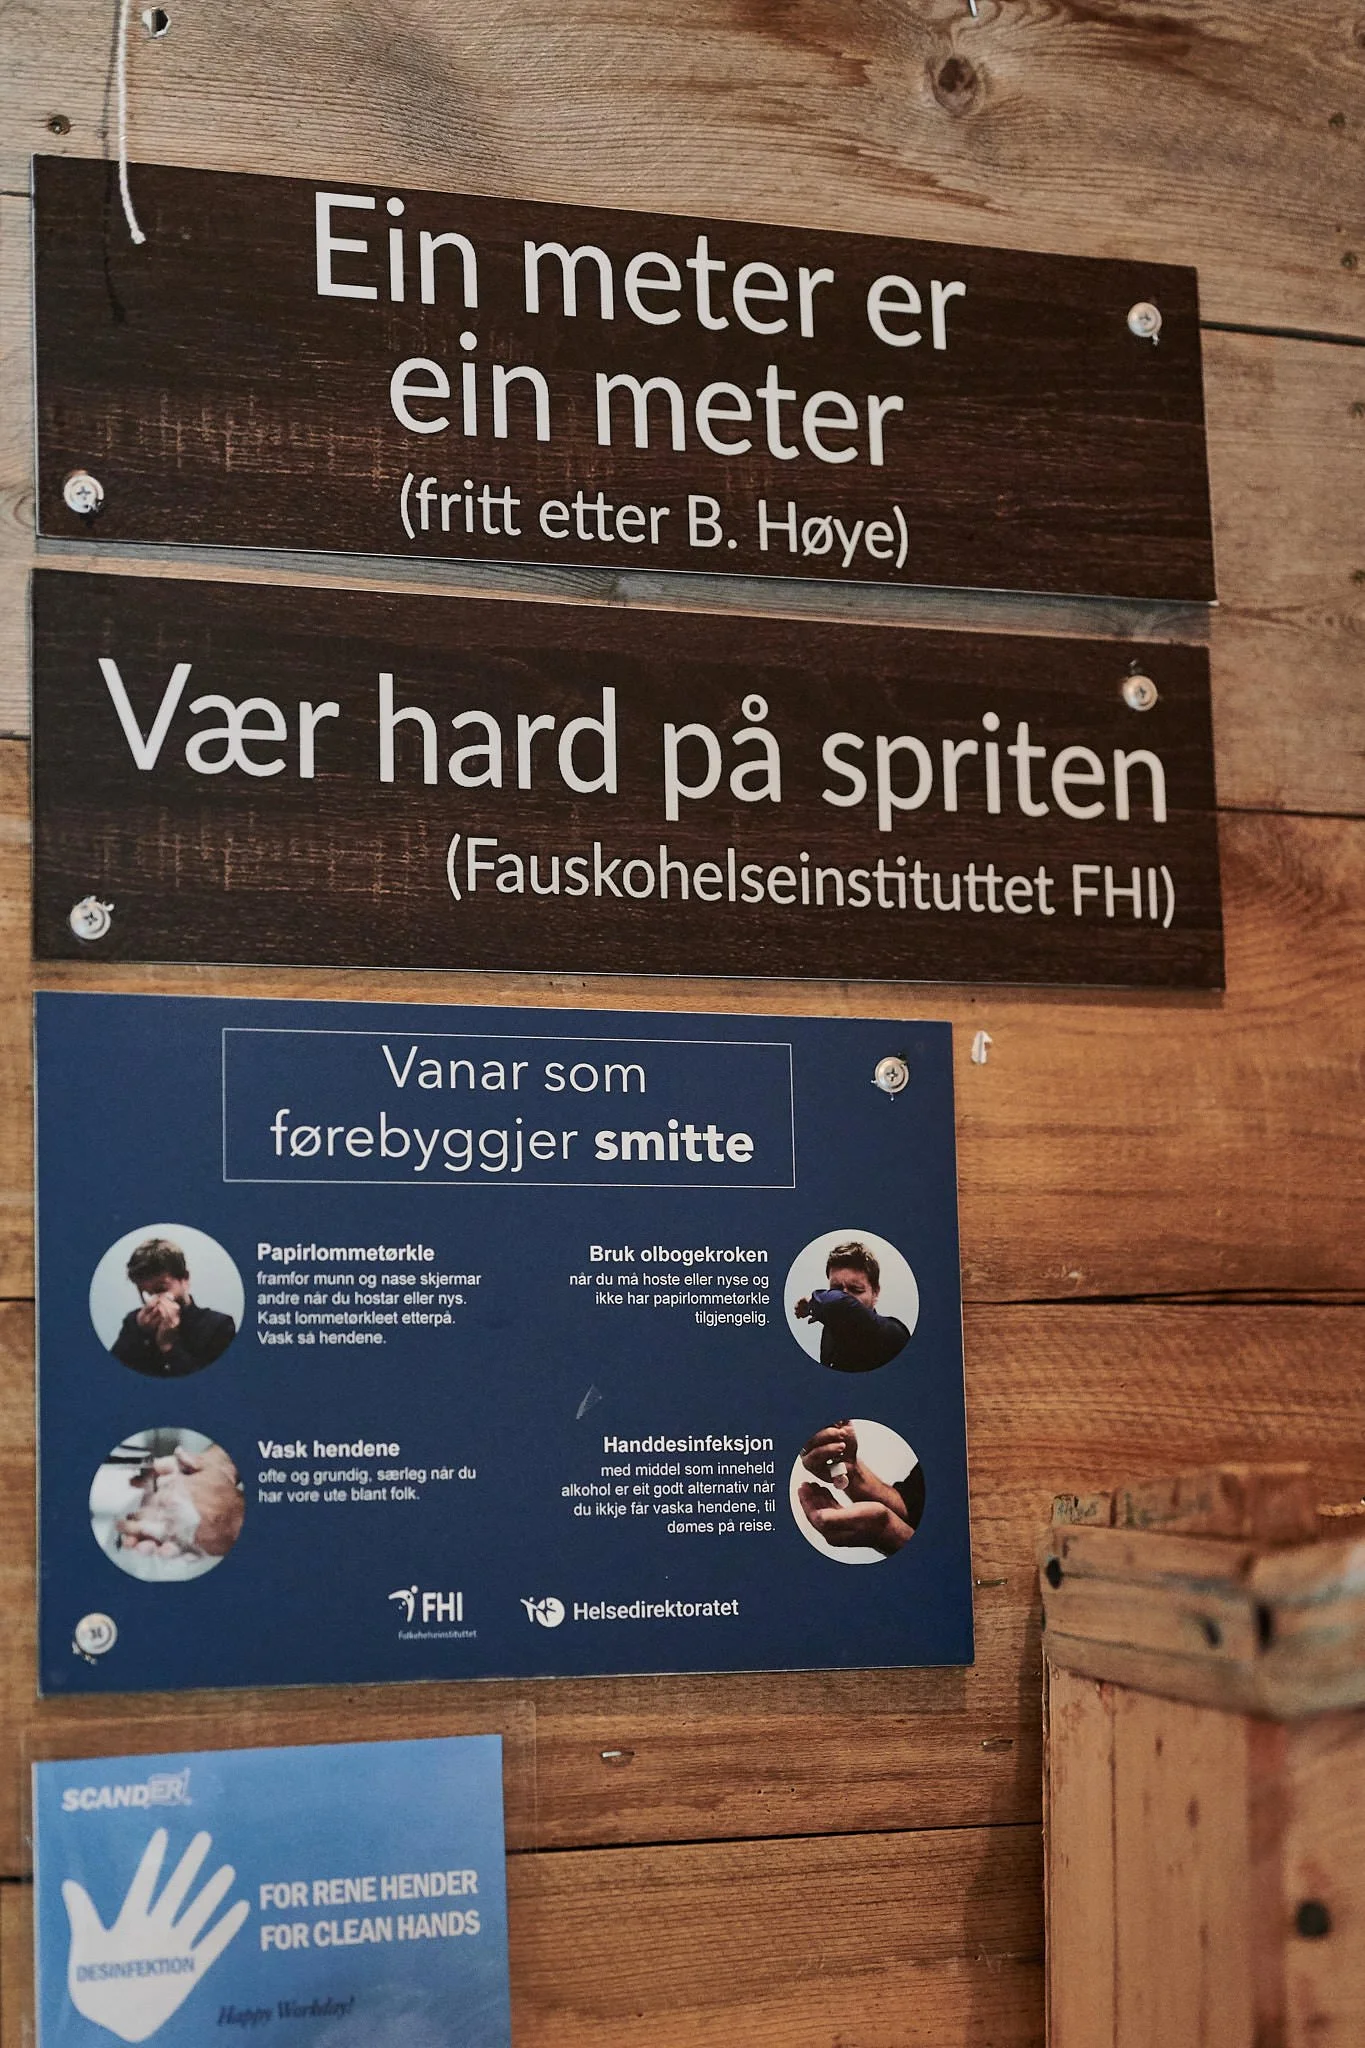 Ein meter er
ein meter
(fritt etter B. Høye)
Vær hard på spriten
(Fauskohelseinstituttet FHI)
Vanar som
førebyggjer smitte
Papirlommetørkle
framfor munn og nase skjermar
andre når du hostar eller nys.
Kast lommetørkleet etterpå.
Vask så hendene.
Bruk olbogekroken
når du må hoste eller nyse og
ikke har papirlommetørkle
tilgjengelig.
Vask hendene
ofte og grundig, særleg når du
har vore ute blant folk.
Handdesinfeksjon
med middel som inneheld
alkohol er eit godt alternativ når
du ikkje får vaska hendene, til
dømes på reise.
FHI
Folkehelseinstituttet
Helsedirektoratet
SCANDER
FOR RENE HENDER
FOR CLEAN HANDS
DESINFEKTION
Happy Workday!